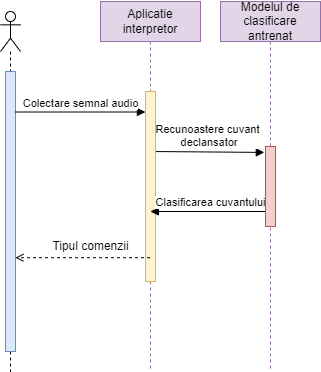 Aplicatie
interpretor
Modelul de
clasificare
antrenat
Colectare semnal audio
Recunoastere cuvant
declansator
Clasificarea cuvantului
Tipul comenzii